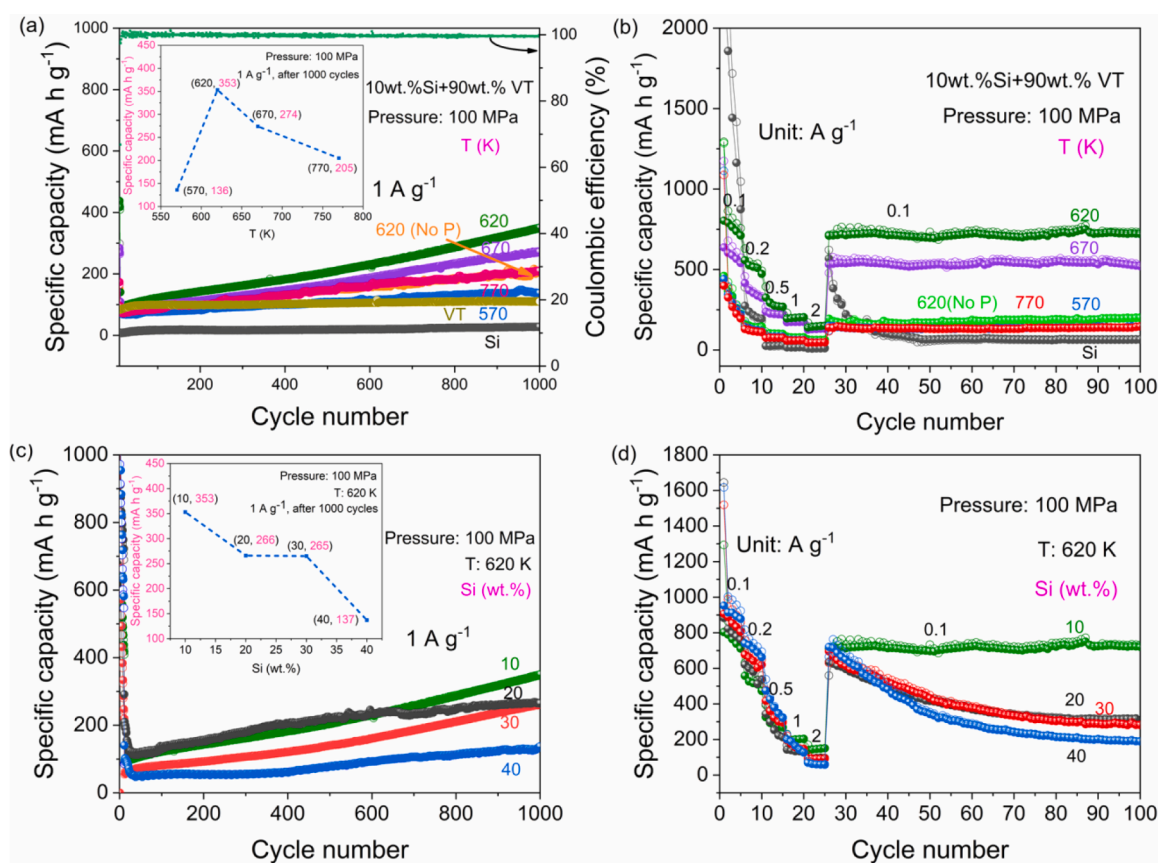 (a)
1000
800
600
400
200
0
Specific capacity (mA h g⁻¹)
450
400
350
300
250
200
150
100
Specific capacity (mA h g⁻¹)
Pressure: 100 MPa
1 A g⁻¹, after 1000 cycles
(620, 353)
(670, 274)
(770, 205)
(570, 136)
550 600 650 700 750 800
T (K)
10wt.%Si+90wt.% VT
Pressure: 100 MPa
T (K)
1 A g⁻¹
620
620 (No P)
670
770
VT
570
Si
100
80
60
40
20
0
Coulombic efficiency (%)
200 400 600 800 1000
Cycle number
(b)
2000
1500
1000
500
0
Specific capacity (mA h g⁻¹)
10wt.%Si+90wt.% VT
Pressure: 100 MPa
Unit: A g⁻¹
T (K)
0.1
0.2
0.5
1
2
0.1
620
670
620(No P) 770 570
Si
0 10 20 30 40 50 60 70 80 90 100
Cycle number
(c)
1000
800
600
400
200
0
Specific capacity (mA h g⁻¹)
450
400
350
300
250
200
150
100
Specific capacity (mA h g⁻¹)
Pressure: 100 MPa
T: 620 K
1 A g⁻¹, after 1000 cycles
(10, 353)
(20, 266)
(30, 265)
(40, 137)
10 15 20 25 30 35 40
Si (wt.%)
Pressure: 100 MPa
T: 620 K
Si (wt.%)
1 A g⁻¹
10
20
30
40
0 200 400 600 800 1000
Cycle number
(d)
1800
1600
1400
1200
1000
800
600
400
200
0
Specific capacity (mA h g⁻¹)
Pressure: 100 MPa
Unit: A g⁻¹
T: 620 K
Si (wt.%)
0.1
0.2
0.5
1
2
0.1
10
20
30
40
0 10 20 30 40 50 60 70 80 90 100
Cycle number